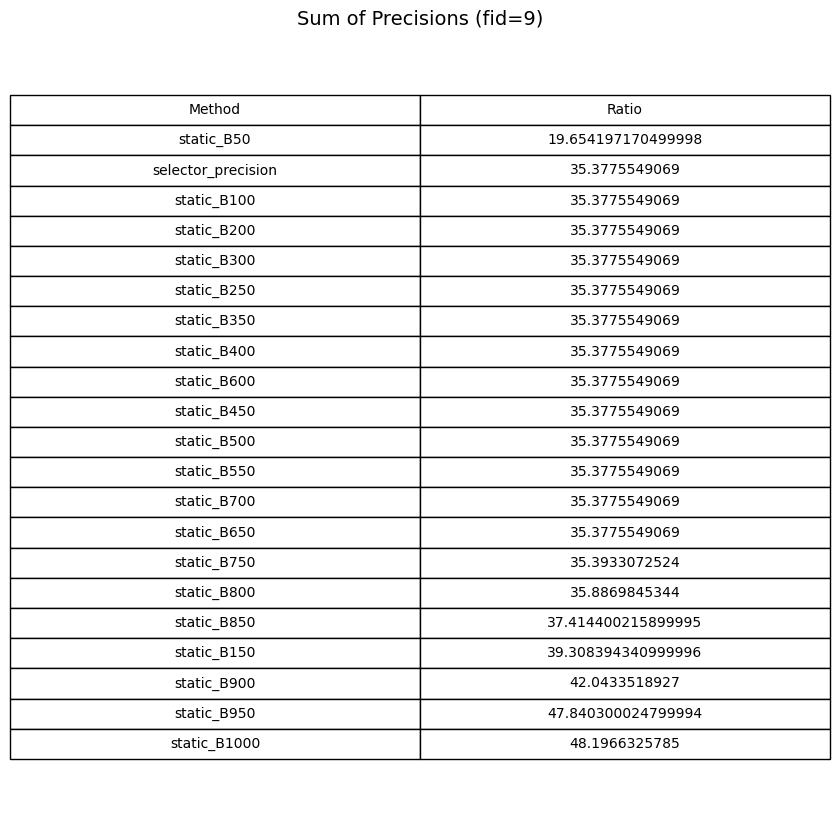 Sum of Precisions (fid=9)
Method Ratio
static_B50 19.654197170499998
selector_precision 35.3775549069
static_B100 35.3775549069
static_B200 35.3775549069
static_B300 35.3775549069
static_B250 35.3775549069
static_B350 35.3775549069
static_B400 35.3775549069
static_B600 35.3775549069
static_B450 35.3775549069
static_B500 35.3775549069
static_B550 35.3775549069
static_B700 35.3775549069
static_B650 35.3775549069
static_B750 35.3933072524
static_B800 35.8869845344
static_B850 37.414400215899995
static_B150 39.308394340999996
static_B900 42.0433518927
static_B950 47.840300024799994
static_B1000 48.1966325785